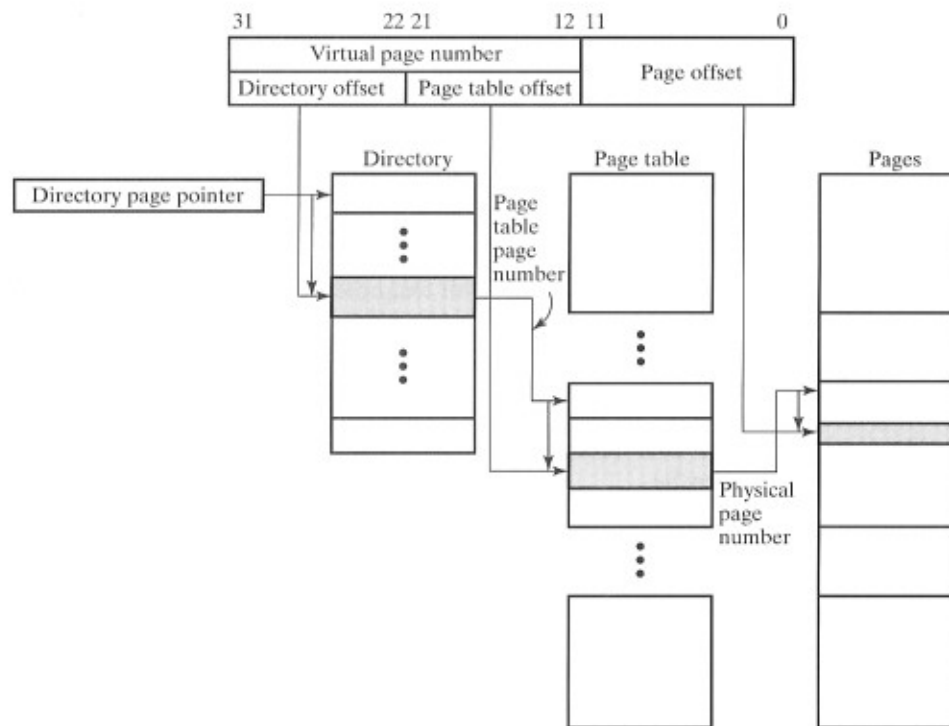 31 22 21 12 11 0
Virtual page number
Page offset
Directory offset Page table offset
Directory Page table Pages
Directory page pointer
Page
table
page
number
Physical
page
number